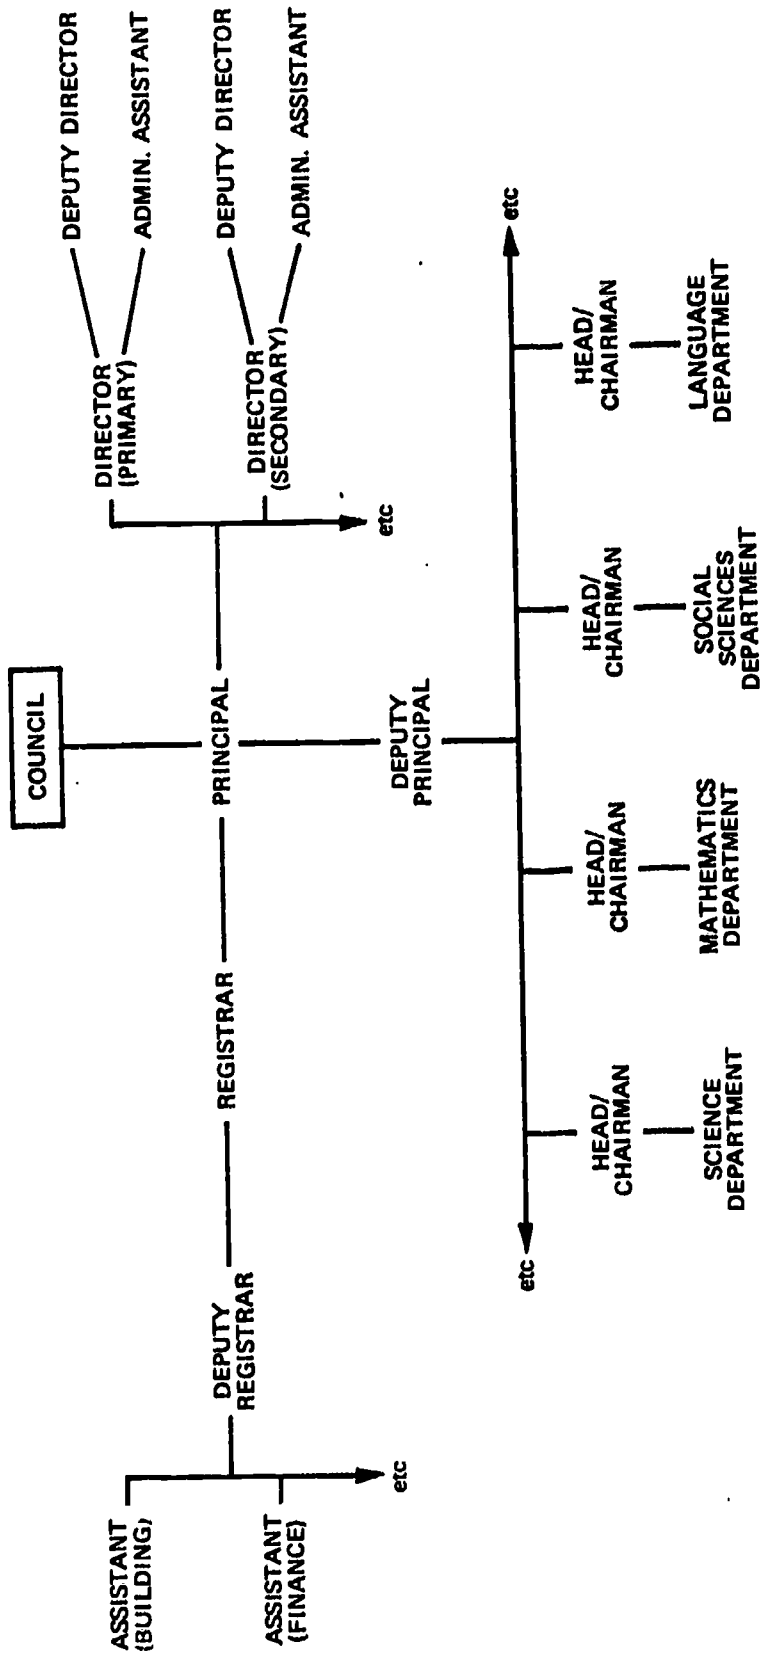 COUNCIL
ASSISTANT
(BUILDING)
ASSISTANT
(FINANCE)
etc
DEPUTY
REGISTRAR
REGISTRAR
PRINCIPAL
DIRECTOR
(PRIMARY)
DEPUTY DIRECTOR
ADMIN. ASSISTANT
DIRECTOR
(SECONDARY)
DEPUTY DIRECTOR
ADMIN. ASSISTANT
etc
DEPUTY
PRINCIPAL
etc
etc
HEAD/
CHAIRMAN
SCIENCE
DEPARTMENT
HEAD/
CHAIRMAN
MATHEMATICS
DEPARTMENT
HEAD/
CHAIRMAN
SOCIAL
SCIENCES
DEPARTMENT
HEAD/
CHAIRMAN
LANGUAGE
DEPARTMENT